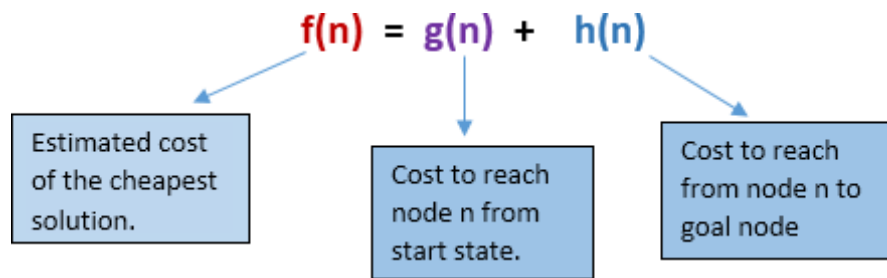 f(n) = g(n) + h(n)
Estimated cost
of the cheapest
solution.
Cost to reach
node n from
start state.
Cost to reach
from node n to
goal node